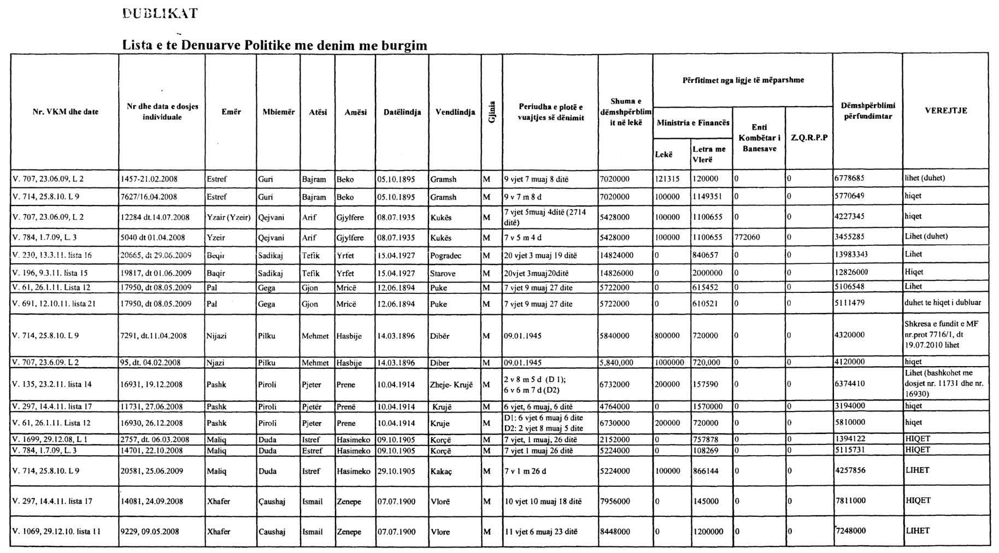 DUBLIKAT
Lista e te Denuarve Politike me denim me burgim
Nr. VKM dhe date | Nr dhe data e dosjes individuale | Emër | Mbiemër | Atësi | Amësi | Datëlindja | Vendlindja | Gjinia | Periudha e plotë e vuajtjes së dënimit | Shuma e dëmshpërblim it në lekë | Përfitimet nga ligje të mëparshme | Dëmshpërblimi përfundimtar | VEREJTJE
Ministria e Financës | Enti Kombëtar i Banesave | Z.Q.R.P.P
Lekë | Letra me Vlerë
V. 707, 23.06.09, L 2 | 1457-21.02.2008 | Estref | Guri | Bajram | Beko | 05.10.1895 | Gramsh | M | 9 vjet 7 muaj 8 ditë | 7020000 | 121315 | 120000 | 0 | 0 | 6778685 | lihet (duhet)
V. 714, 25.8.10. L 9 | 7627/16.04.2008 | Estref | Guri | Bajram | Beko | 05.10.1895 | Gramsh | M | 9 v 7 m 8 d | 7020000 | 100000 | 1149351 | 0 | 0 | 5770649 | hiqet
V. 707, 23.06.09, L 2 | 12284 dt.14.07.2008 | Yzair (Yzeir) | Qejvani | Arif | Gjylfere | 08.07.1935 | Kukës | M | 7 vjet 5muaj 4ditë (2714 ditë) | 5428000 | 100000 | 1100655 | 0 | 0 | 4227345 | hiqet
V. 784, 1.7.09, L. 3 | 5040 dt 01.04.2008 | Yzeir | Qejvani | Arif | Gjylfere | 08.07.1935 | Kukës | M | 7 v 5 m 4 d | 5428000 | 100000 | 1100655 | 772060 | 0 | 3455285 | Lihet (duhet)
V. 230, 13.3.11. lista 16 | 20665, dt 29.06.2009 | Beqir | Sadikaj | Tefik | Yrfet | 15.04.1927 | Pogradec | M | 20 vjet 3 muaj 19 ditë | 14824000 | 0 | 840657 | 0 | 0 | 13983343 | Lihet
V. 196, 9.3.11. lista 15 | 19817, dt 01.06.2009 | Baqir | Sadikaj | Tefik | Yrfet | 15.04.1927 | Starove | M | 20vjet 3muaj20ditë | 14826000 | 0 | 2000000 | 0 | 0 | 12826000 | Hiqet
V. 61, 26.1.11. Lista 12 | 17950, dt 08.05.2009 | Pal | Gega | Gjon | Mricë | 12.06.1894 | Puke | M | 7 vjet 9 muaj 27 dite | 5722000 | 0 | 615452 | 0 | 0 | 5106548 | Lihet
V. 691, 12.10.11. lista 21 | 17950, dt 08.05.2009 | Pal | Gega | Gjon | Mricë | 12.06.1894 | Puke | M | 7 vjet 9 muaj 27 dite | 5722000 | 0 | 610521 | 0 | 0 | 5111479 | duhet te hiqet i dubluar
V. 714, 25.8.10. L 9 | 7291, dt.11.04.2008 | Nijazi | Pilku | Mehmet | Hasbije | 14.03.1896 | Dibër | M | 09.01.1945 | 5840000 | 800000 | 720000 | 0 | 0 | 4320000 | Shkresa e fundit e MF nr.prot 7716/1, dt 19.07.2010 lihet
V. 707, 23.6.09. L 2 | 95, dt. 04.02.2008 | Njazi | Pilku | Mehmet | Hasbije | 14.03.1896 | Diber | M | 09.01.1945 | 5,840,000 | 1000000 | 720,000 | 0 | 0 | 4120000 | hiqet
V. 135, 23.2.11. lista 14 | 16931, 19.12.2008 | Pashk | Piroli | Pjeter | Prene | 10.04.1914 | Zheje- Krujë | M | 2 v 8 m 5 d (D 1); 6 v 6 m 7 d (D2) | 6732000 | 200000 | 157590 | 0 | 0 | 6374410 | Lihet (bashkohet me dosjet nr. 11731 dhe nr. 16930)
V. 297, 14.4.11. lista 17 | 11731, 27.06.2008 | Pashk | Piroli | Pjetër | Prenë | 10.04.1914 | Krujë | M | 6 vjet, 6 muaj, 6 ditë | 4764000 | 0 | 1570000 | 0 | 0 | 3194000 | hiqet
V. 61, 26.1.11. Lista 12 | 16930, 26.12.2008 | Pashk | Piroli | Pjeter | Prene | 10.04.1914 | Kruje | M | D1: 6 vjet 6 muaj 6 dite D2: 2 vjet 8 muaj 5 dite | 6730000 | 200000 | 720000 | 0 | 0 | 5810000 | hiqet
V. 1699, 29.12.08, L 1 | 2757, dt. 06.03.2008 | Maliq | Duda | Istref | Hasimeko | 09.10.1905 | Korçë | M | 7 vjet, 1 muaj, 26 ditë | 2152000 | 0 | 757878 | 0 | 0 | 1394122 | HIQET
V. 784, 1.7.09, L. 3 | 14701, 22.10.2008 | Maliq | Duda | Estref | Hasimeko | 09.10.1905 | Korçë | M | 7 vjet 1 muaj 26 ditë | 5224000 | 0 | 108269 | 0 | 0 | 5115731 | HIQET
V. 714, 25.8.10. L 9 | 20581, 25.06.2009 | Maliq | Duda | Istref | Hasimeko | 29.10.1905 | Kakaç | M | 7 v 1 m 26 d | 5224000 | 100000 | 866144 | 0 | 0 | 4257856 | LIHET
V. 297, 14.4.11. lista 17 | 14081, 24.09.2008 | Xhafer | Çaushaj | Ismail | Zenepe | 07.07.1900 | Vlorë | M | 10 vjet 10 muaj 18 ditë | 7956000 | 0 | 145000 | 0 | 0 | 7811000 | HIQET
V. 1069, 29.12.10. lista 11 | 9229, 09.05.2008 | Xhafer | Caushaj | Ismail | Zenepe | 07.07.1900 | Vlore | M | 11 vjet 6 muaj 23 ditë | 8448000 | 0 | 1200000 | 0 | 0 | 7248000 | LIHET